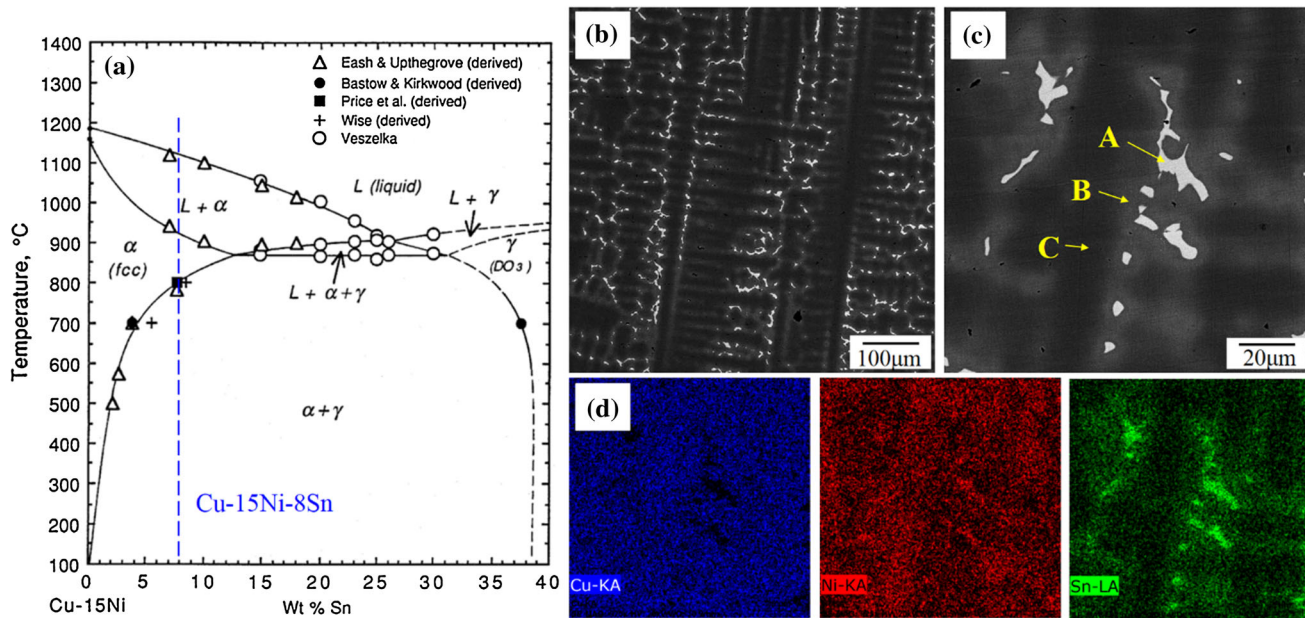 (a)
1400
1300
1200
1100
1000
900
800
700
600
500
400
300
200
100
Temperature, °C
△ Eash & Upthegrove (derived)
● Bastow & Kirkwood (derived)
■ Price et al. (derived)
+ Wise (derived)
○ Veszelka
L (liquid)
L + γ
L + α
α
(fcc)
γ
(DO₃)
L + α+γ
α+γ
Cu-15Ni-8Sn
0 5 10 15 20 25 30 35 40
Cu-15Ni
Wt % Sn
(b)
100μm
(c)
A
B
C
20μm
(d)
Cu-KA
Ni-KA
Sn-LA